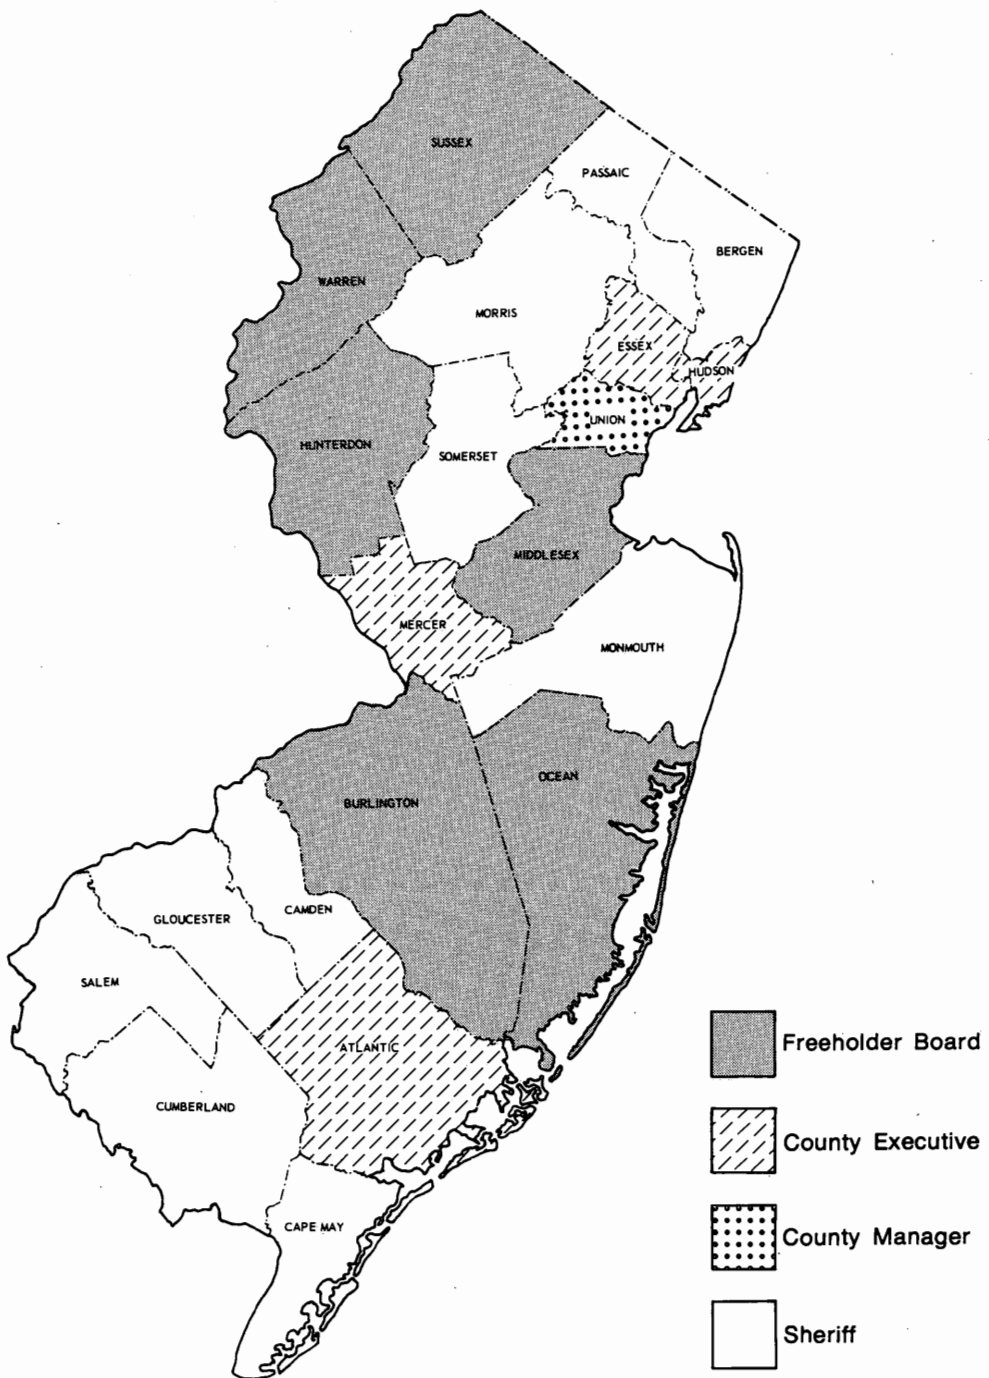 SUSSEX
PASSAIC
BERGEN
WARREN
MORRIS
ESSEX
HUDSON
UNION
HUNTERDON
SOMERSET
MIDDLESEX
MERCER
MONMOUTH
OCEAN
BURLINGTON
CAMDEN
GLOUCESTER
SALEM
ATLANTIC
CUMBERLAND
CAPE MAY
Freeholder Board
County Executive
County Manager
Sheriff